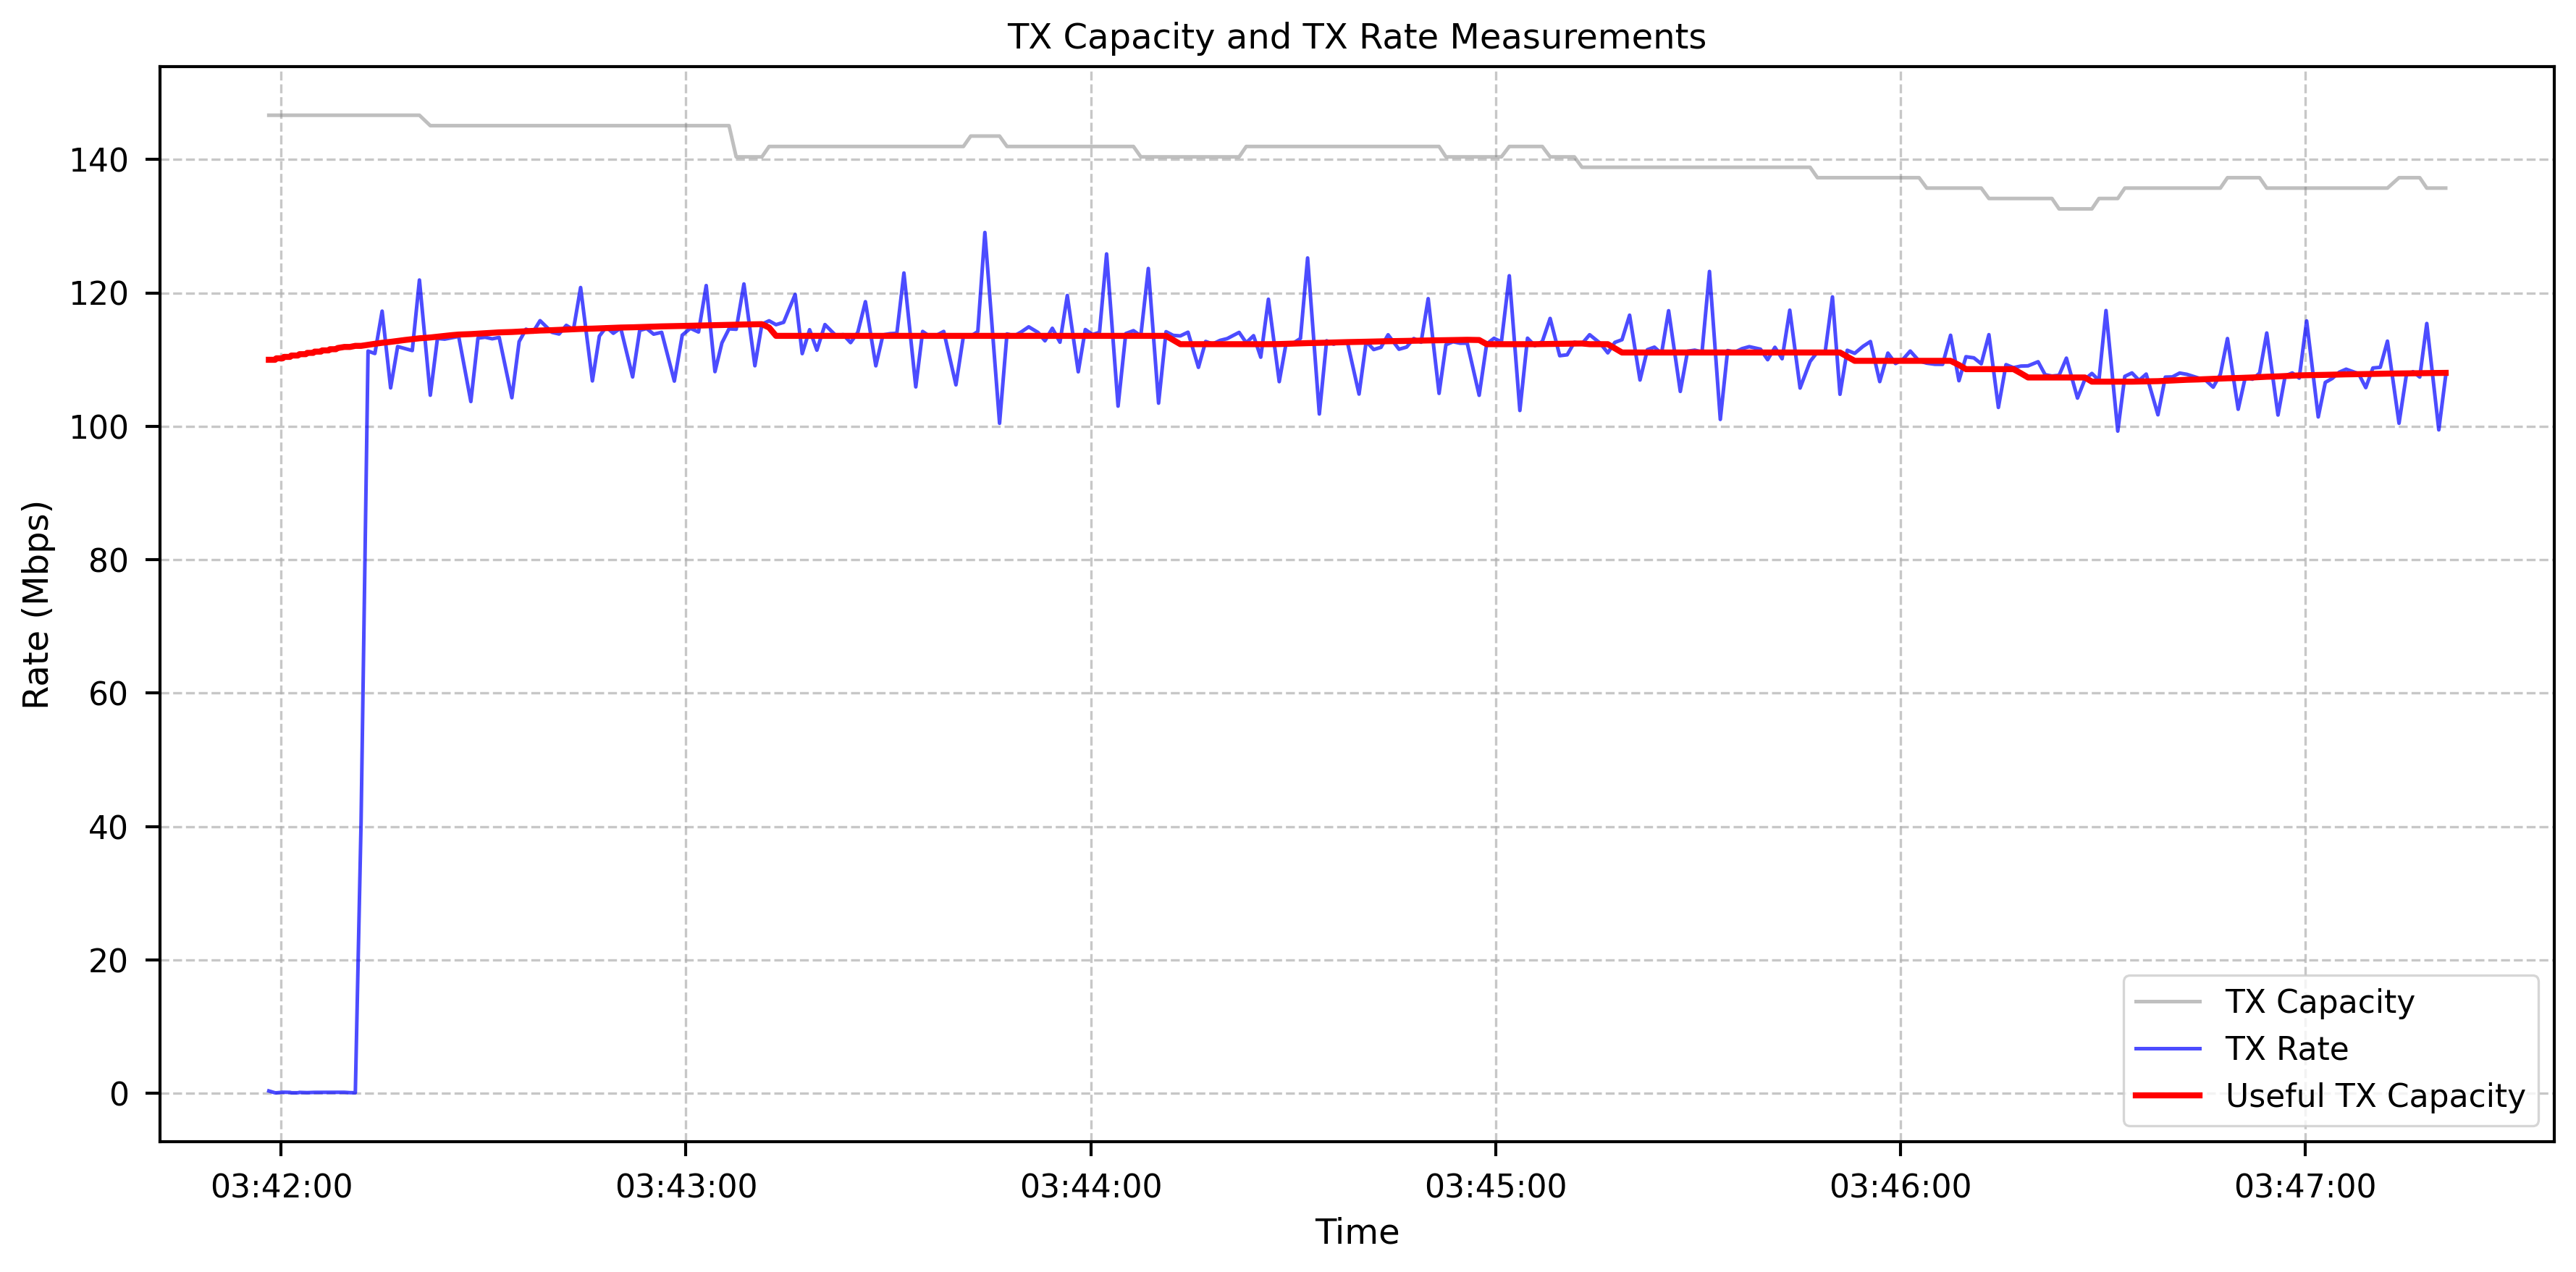 TX Capacity and TX Rate Measurements
Rate (Mbps)
140
120
100
80
60
40
20
0
03:42:00 03:43:00 03:44:00 03:45:00 03:46:00 03:47:00
Time
TX Capacity
TX Rate
Useful TX Capacity